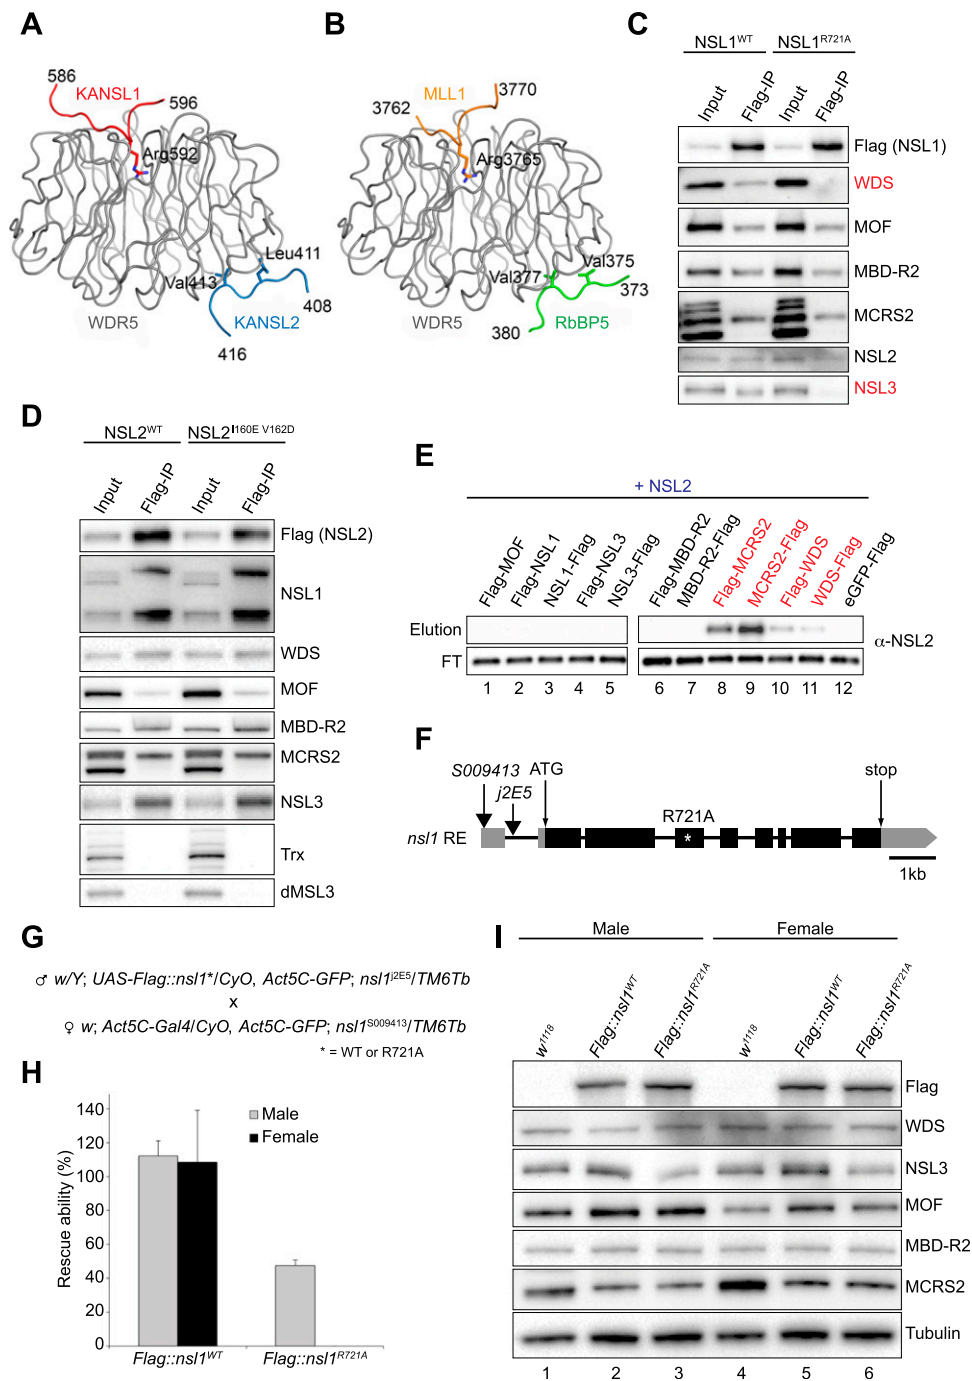 A
586
KANSL1
596
Arg592
Leu411
Val413
408
WDR5
KANSL2
416
B
MLL1
3770
3762
Arg3765
Val375
Val377
373
WDR5
RbBP5
380
C
NSL1WT NSL1R721A
Input Flag-IP Input Flag-IP
Flag (NSL1)
WDS
MOF
MBD-R2
MCRS2
NSL2
NSL3
D
NSL2WT NSL2I160E V162D
Input Flag-IP Input Flag-IP
Flag (NSL2)
NSL1
WDS
MOF
MBD-R2
MCRS2
NSL3
Trx
dMSL3
E
+ NSL2
Flag-MOF Flag-NSL1 NSL1-Flag Flag-NSL3 NSL3-Flag Flag-MBD-R2 MBD-R2-Flag Flag-MCRS2 MCRS2-Flag Flag-WDS WDS-Flag eGFP-Flag
Elution
α-NSL2
FT
1 2 3 4 5 6 7 8 9 10 11 12
F
S009413 ATG stop
j2E5
R721A
*
nsl1 RE
1kb
G
♂ w/Y; UAS-Flag::nsl1*/CyO, Act5C-GFP; nsl1j2E5/TM6Tb
x
♀ w; Act5C-Gal4/CyO, Act5C-GFP; nsl1S009413/TM6Tb
* = WT or R721A
H
Rescue ability (%)
140
120
100
80
60
40
20
0
Male
Female
Flag::nsl1WT Flag::nsl1R721A
I
Male Female
w1118 Flag::nsl1WT Flag::nsl1R721A w1118 Flag::nsl1WT Flag::nsl1R721A
Flag
WDS
NSL3
MOF
MBD-R2
MCRS2
Tubulin
1 2 3 4 5 6